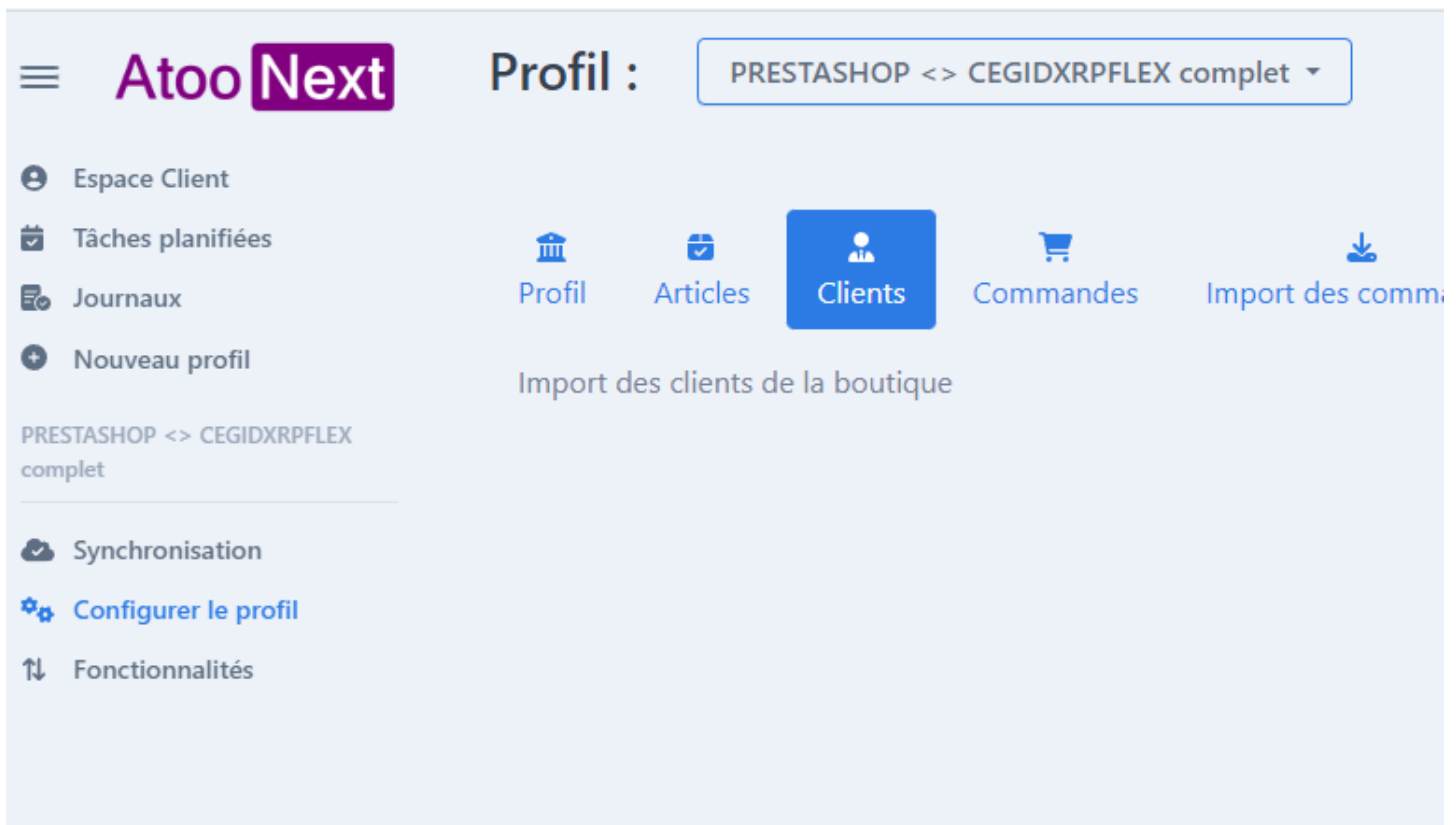 Atoo Next
Profil :
PRESTASHOP <> CEGIDXRPFLEX complet
Espace Client
Tâches planifiées
Journaux
Nouveau profil
PRESTASHOP <> CEGIDXRPFLEX
complet
Synchronisation
Configurer le profil
Fonctionnalités
Profil
Articles
Clients
Commandes
Import des comma
Import des clients de la boutique